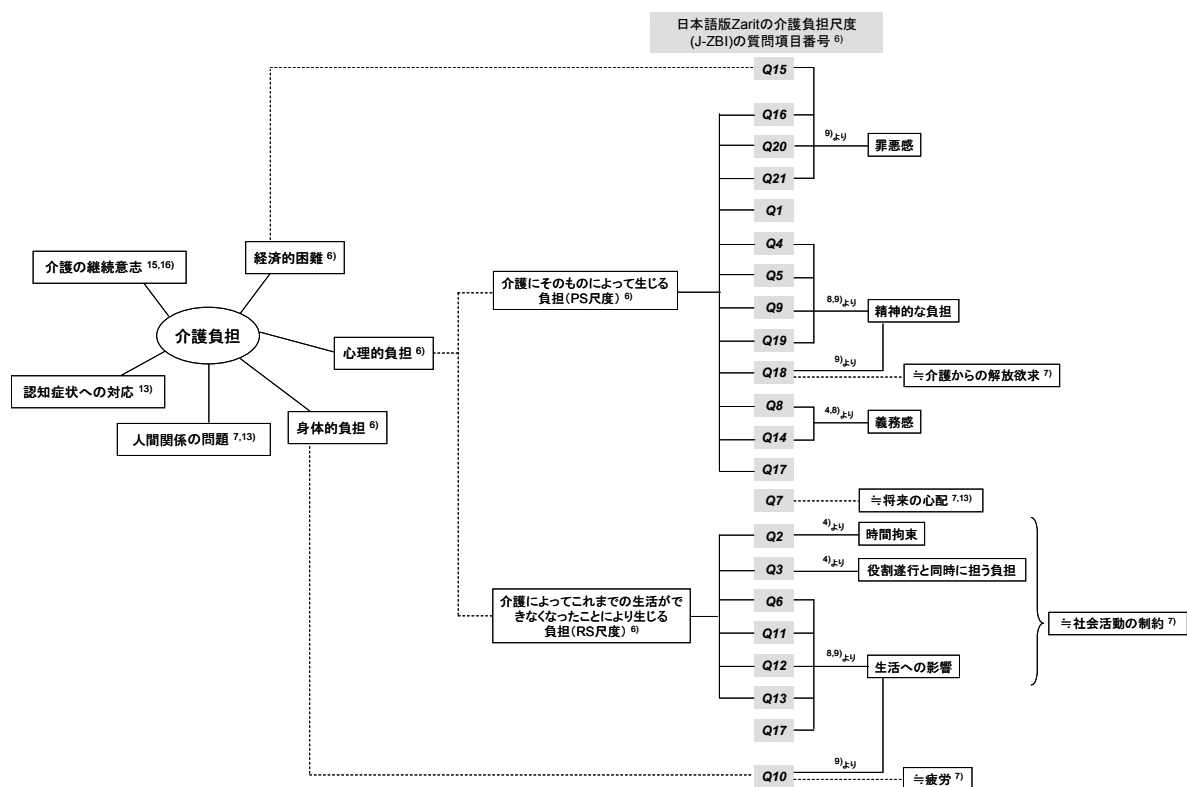 日本語版Zaritの介護負担尺度
(J-ZBI)の質問項目番号 6)
Q15
Q16
Q20
Q21
9)より
罪悪感
Q1
Q4
Q5
Q9
Q19
8,9)より
精神的な負担
Q18
9)より
≒介護からの解放欲求 7)
Q8
Q14
4,8)より
義務感
Q17
Q7
≒将来の心配 7,13)
Q2
4)より
時間拘束
Q3
4)より
役割遂行と同時に担う負担
Q6
Q11
Q12
Q13
Q17
8,9)より
生活への影響
≒社会活動の制約 7)
Q10
9)より
≒疲労 7)
介護の継続意志 15,16)
経済的困難 6)
介護負担
心理的負担 6)
認知症状への対応 13)
人間関係の問題 7,13)
身体的負担 6)
介護にそのものによって生じる
負担(PS尺度) 6)
介護によってこれまでの生活がで
きなくなったことにより生じる
負担(RS尺度) 6)